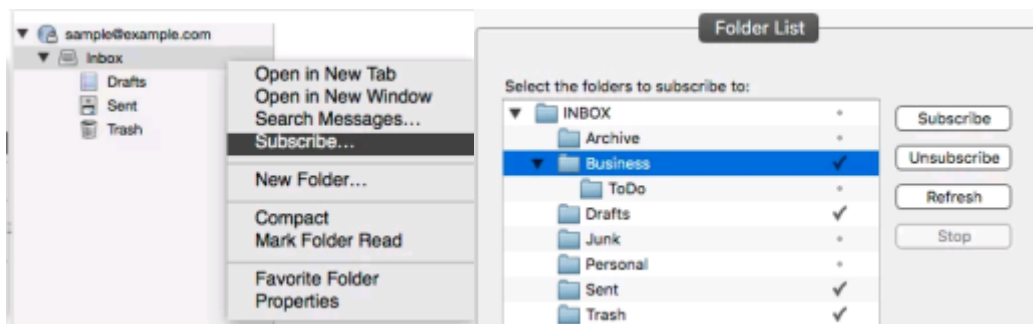 sample@example.com
Inbox
Drafts
Sent
Trash
Open in New Tab
Open in New Window
Search Messages...
Subscribe...
New Folder...
Compact
Mark Folder Read
Favorite Folder
Properties
Folder List
Select the folders to subscribe to:
INBOX
Archive
Business
ToDo
Drafts
Junk
Personal
Sent
Trash
Subscribe
Unsubscribe
Refresh
Stop